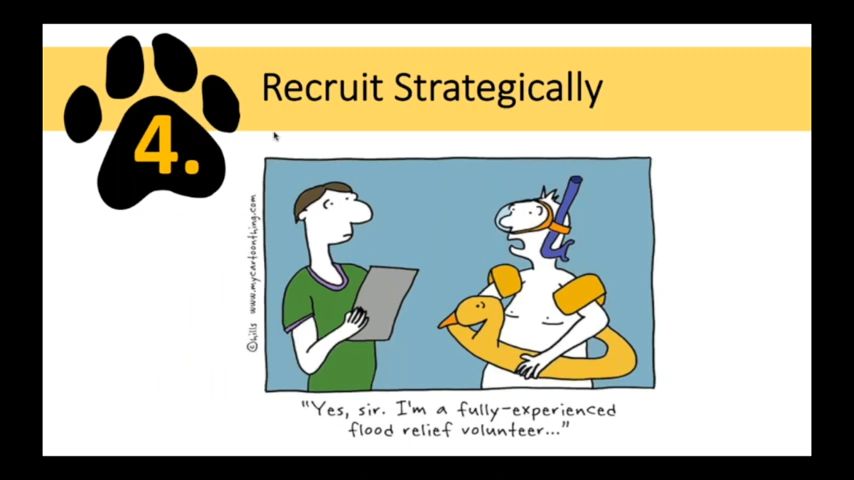 4.
Recruit Strategically
©hills www.mycartoonthing.com
"Yes, sir. I'm a fully-experienced
flood relief volunteer..."